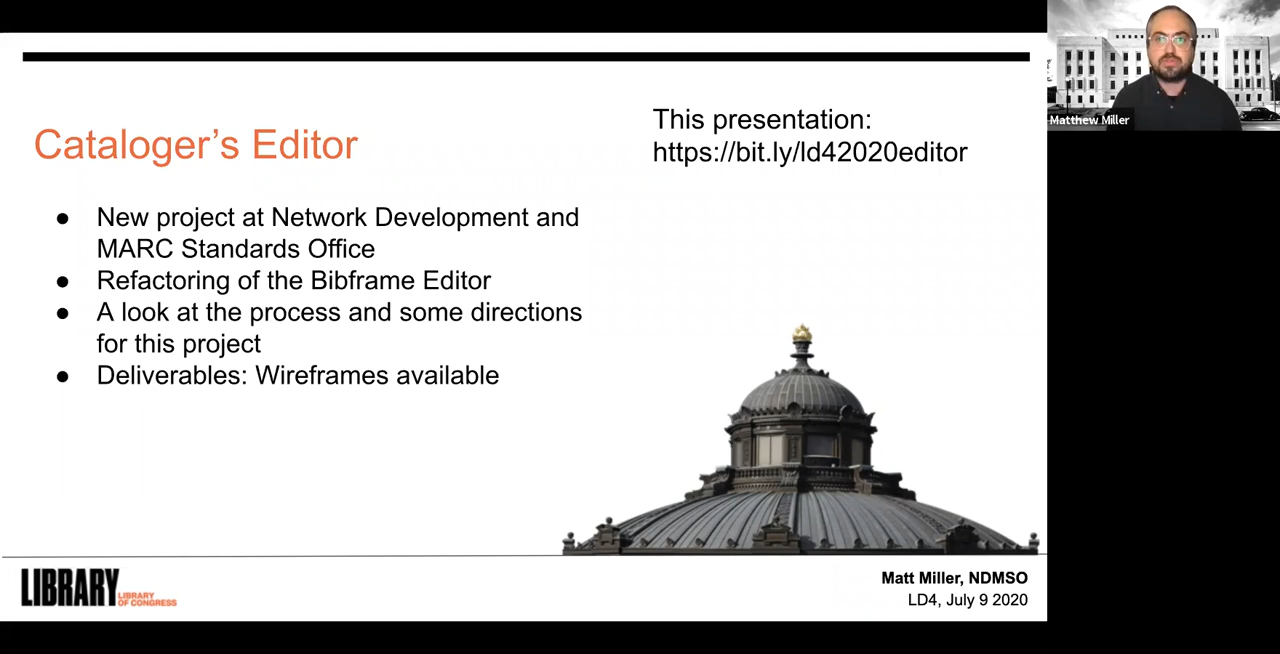 Cataloger’s Editor
This presentation:
https://bit.ly/ld42020editor
● New project at Network Development and
MARC Standards Office
● Refactoring of the Bibframe Editor
● A look at the process and some directions
for this project
● Deliverables: Wireframes available
LIBRARY
LIBRARY
OF CONGRESS
Matt Miller, NDMSO
LD4, July 9 2020
Matthew Miller